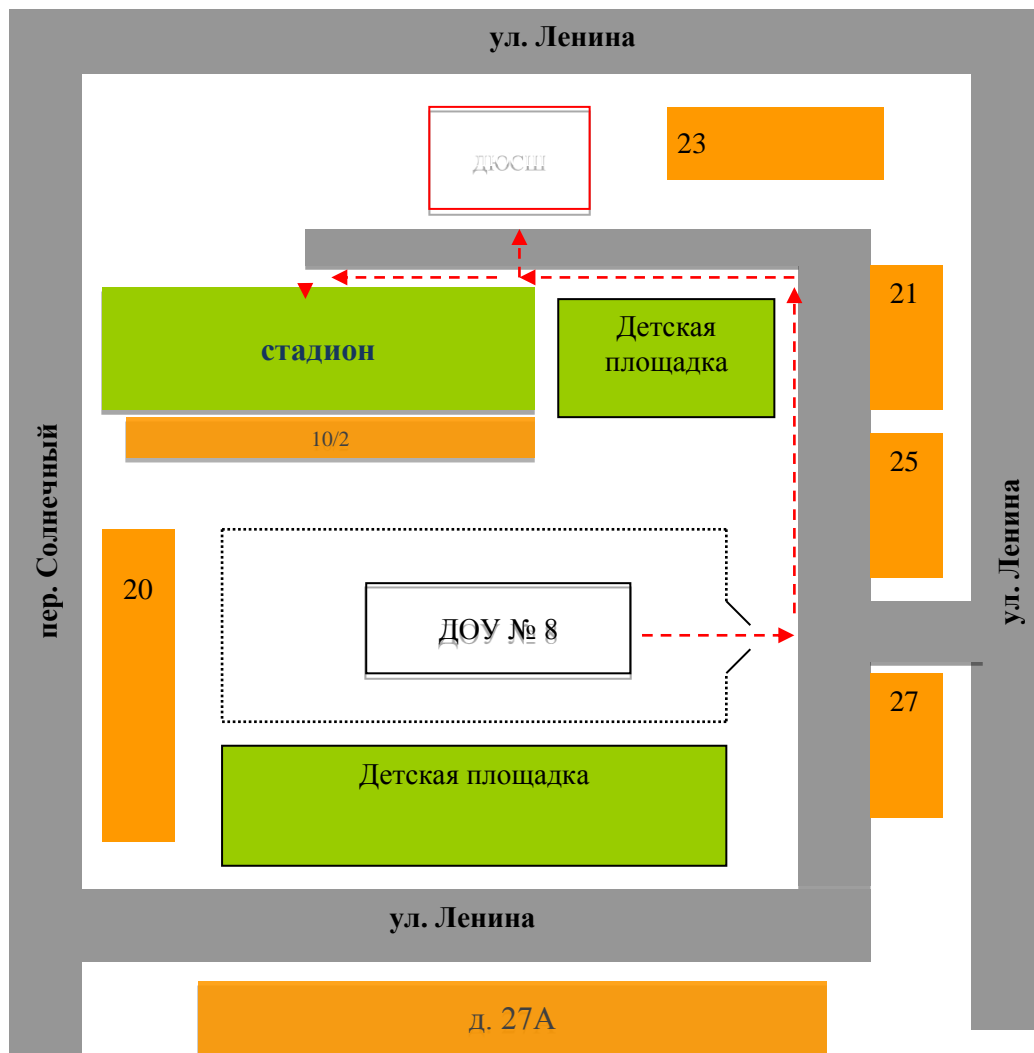 ул. Ленина
ДЮСШ
23
21
Детская
площадка
стадион
10/2
25
пер. Солнечный
ул. Ленина
20
ДОУ № 8
27
Детская площадка
ул. Ленина
д. 27А